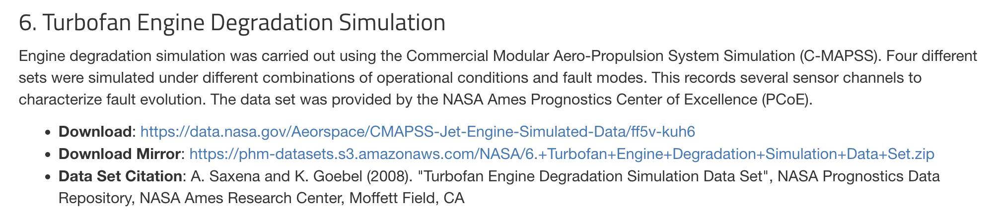 6. Turbofan Engine Degradation Simulation
Engine degradation simulation was carried out using the Commercial Modular Aero-Propulsion System Simulation (C-MAPSS). Four different
sets were simulated under different combinations of operational conditions and fault modes. This records several sensor channels to
characterize fault evolution. The data set was provided by the NASA Ames Prognostics Center of Excellence (PCoE).
• Download: https://data.nasa.gov/Aeorspace/CMAPSS-Jet-Engine-Simulated-Data/ff5v-kuh6
• Download Mirror: https://phm-datasets.s3.amazonaws.com/NASA/6.+Turbofan+Engine+Degradation+Simulation+Data+Set.zip
• Data Set Citation: A. Saxena and K. Goebel (2008). "Turbofan Engine Degradation Simulation Data Set", NASA Prognostics Data
Repository, NASA Ames Research Center, Moffett Field, CA